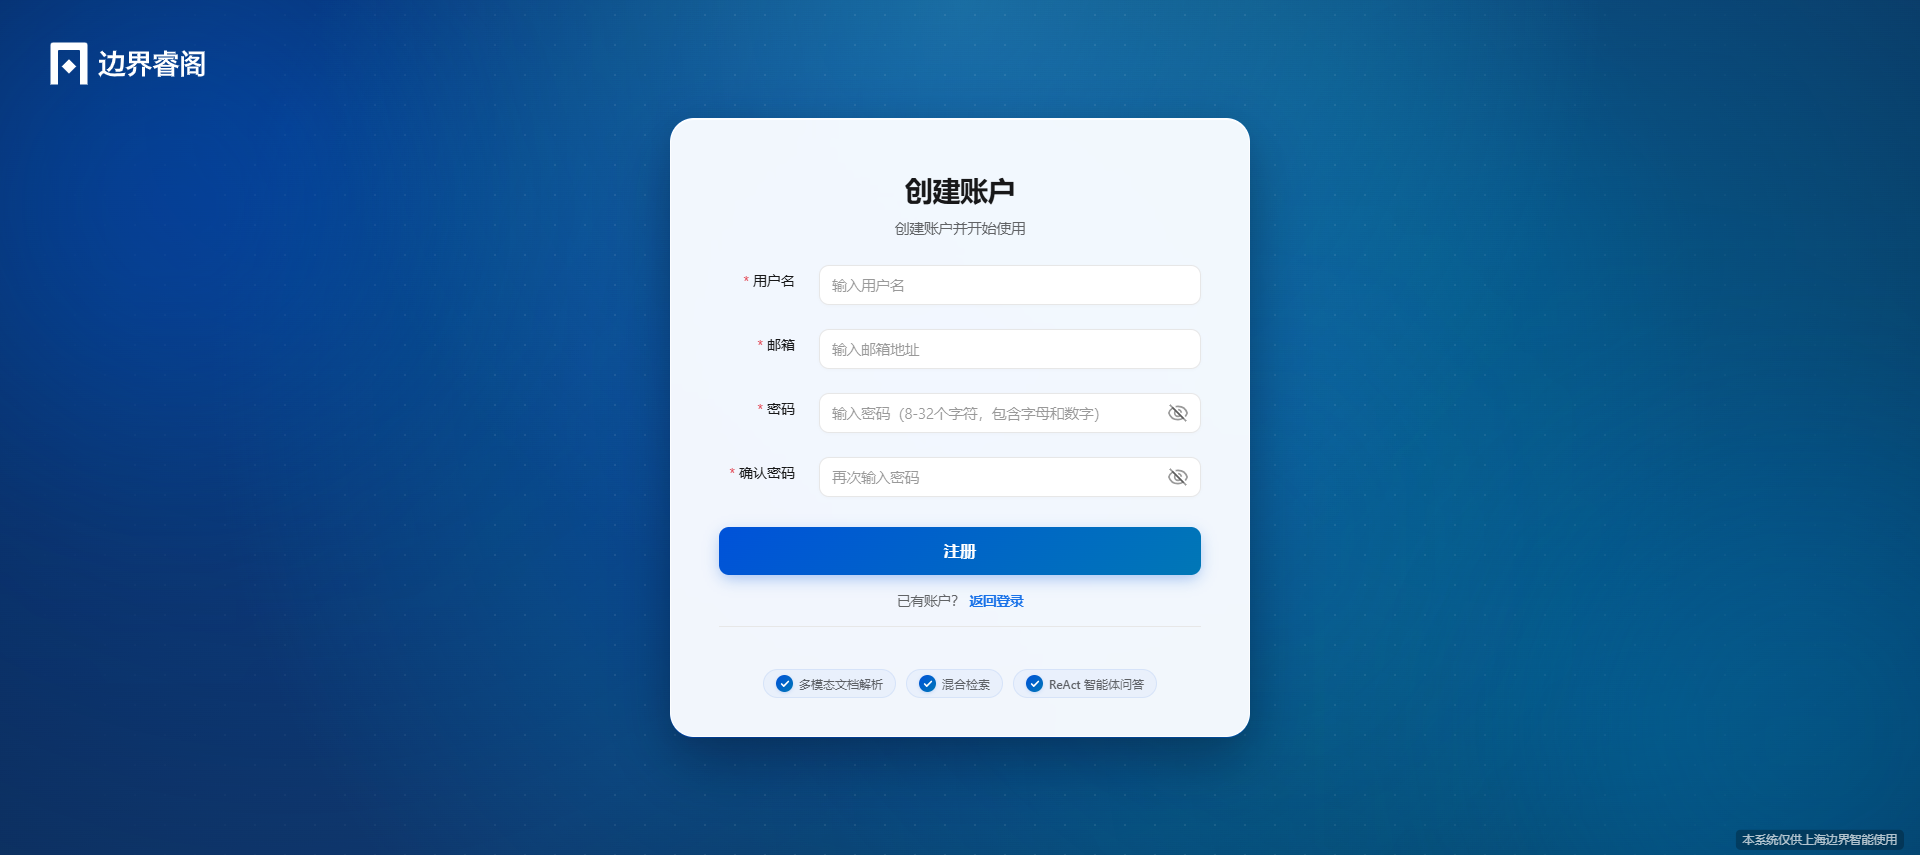 边界睿阁
创建账户
创建账户并开始使用
* 用户名
输入用户名
* 邮箱
输入邮箱地址
* 密码
输入密码（8-32个字符，包含字母和数字）
* 确认密码
再次输入密码
注册
已有账户？ 返回登录
多模态文档解析 混合检索 ReAct 智能体问答
本系统仅供上海边界智能使用